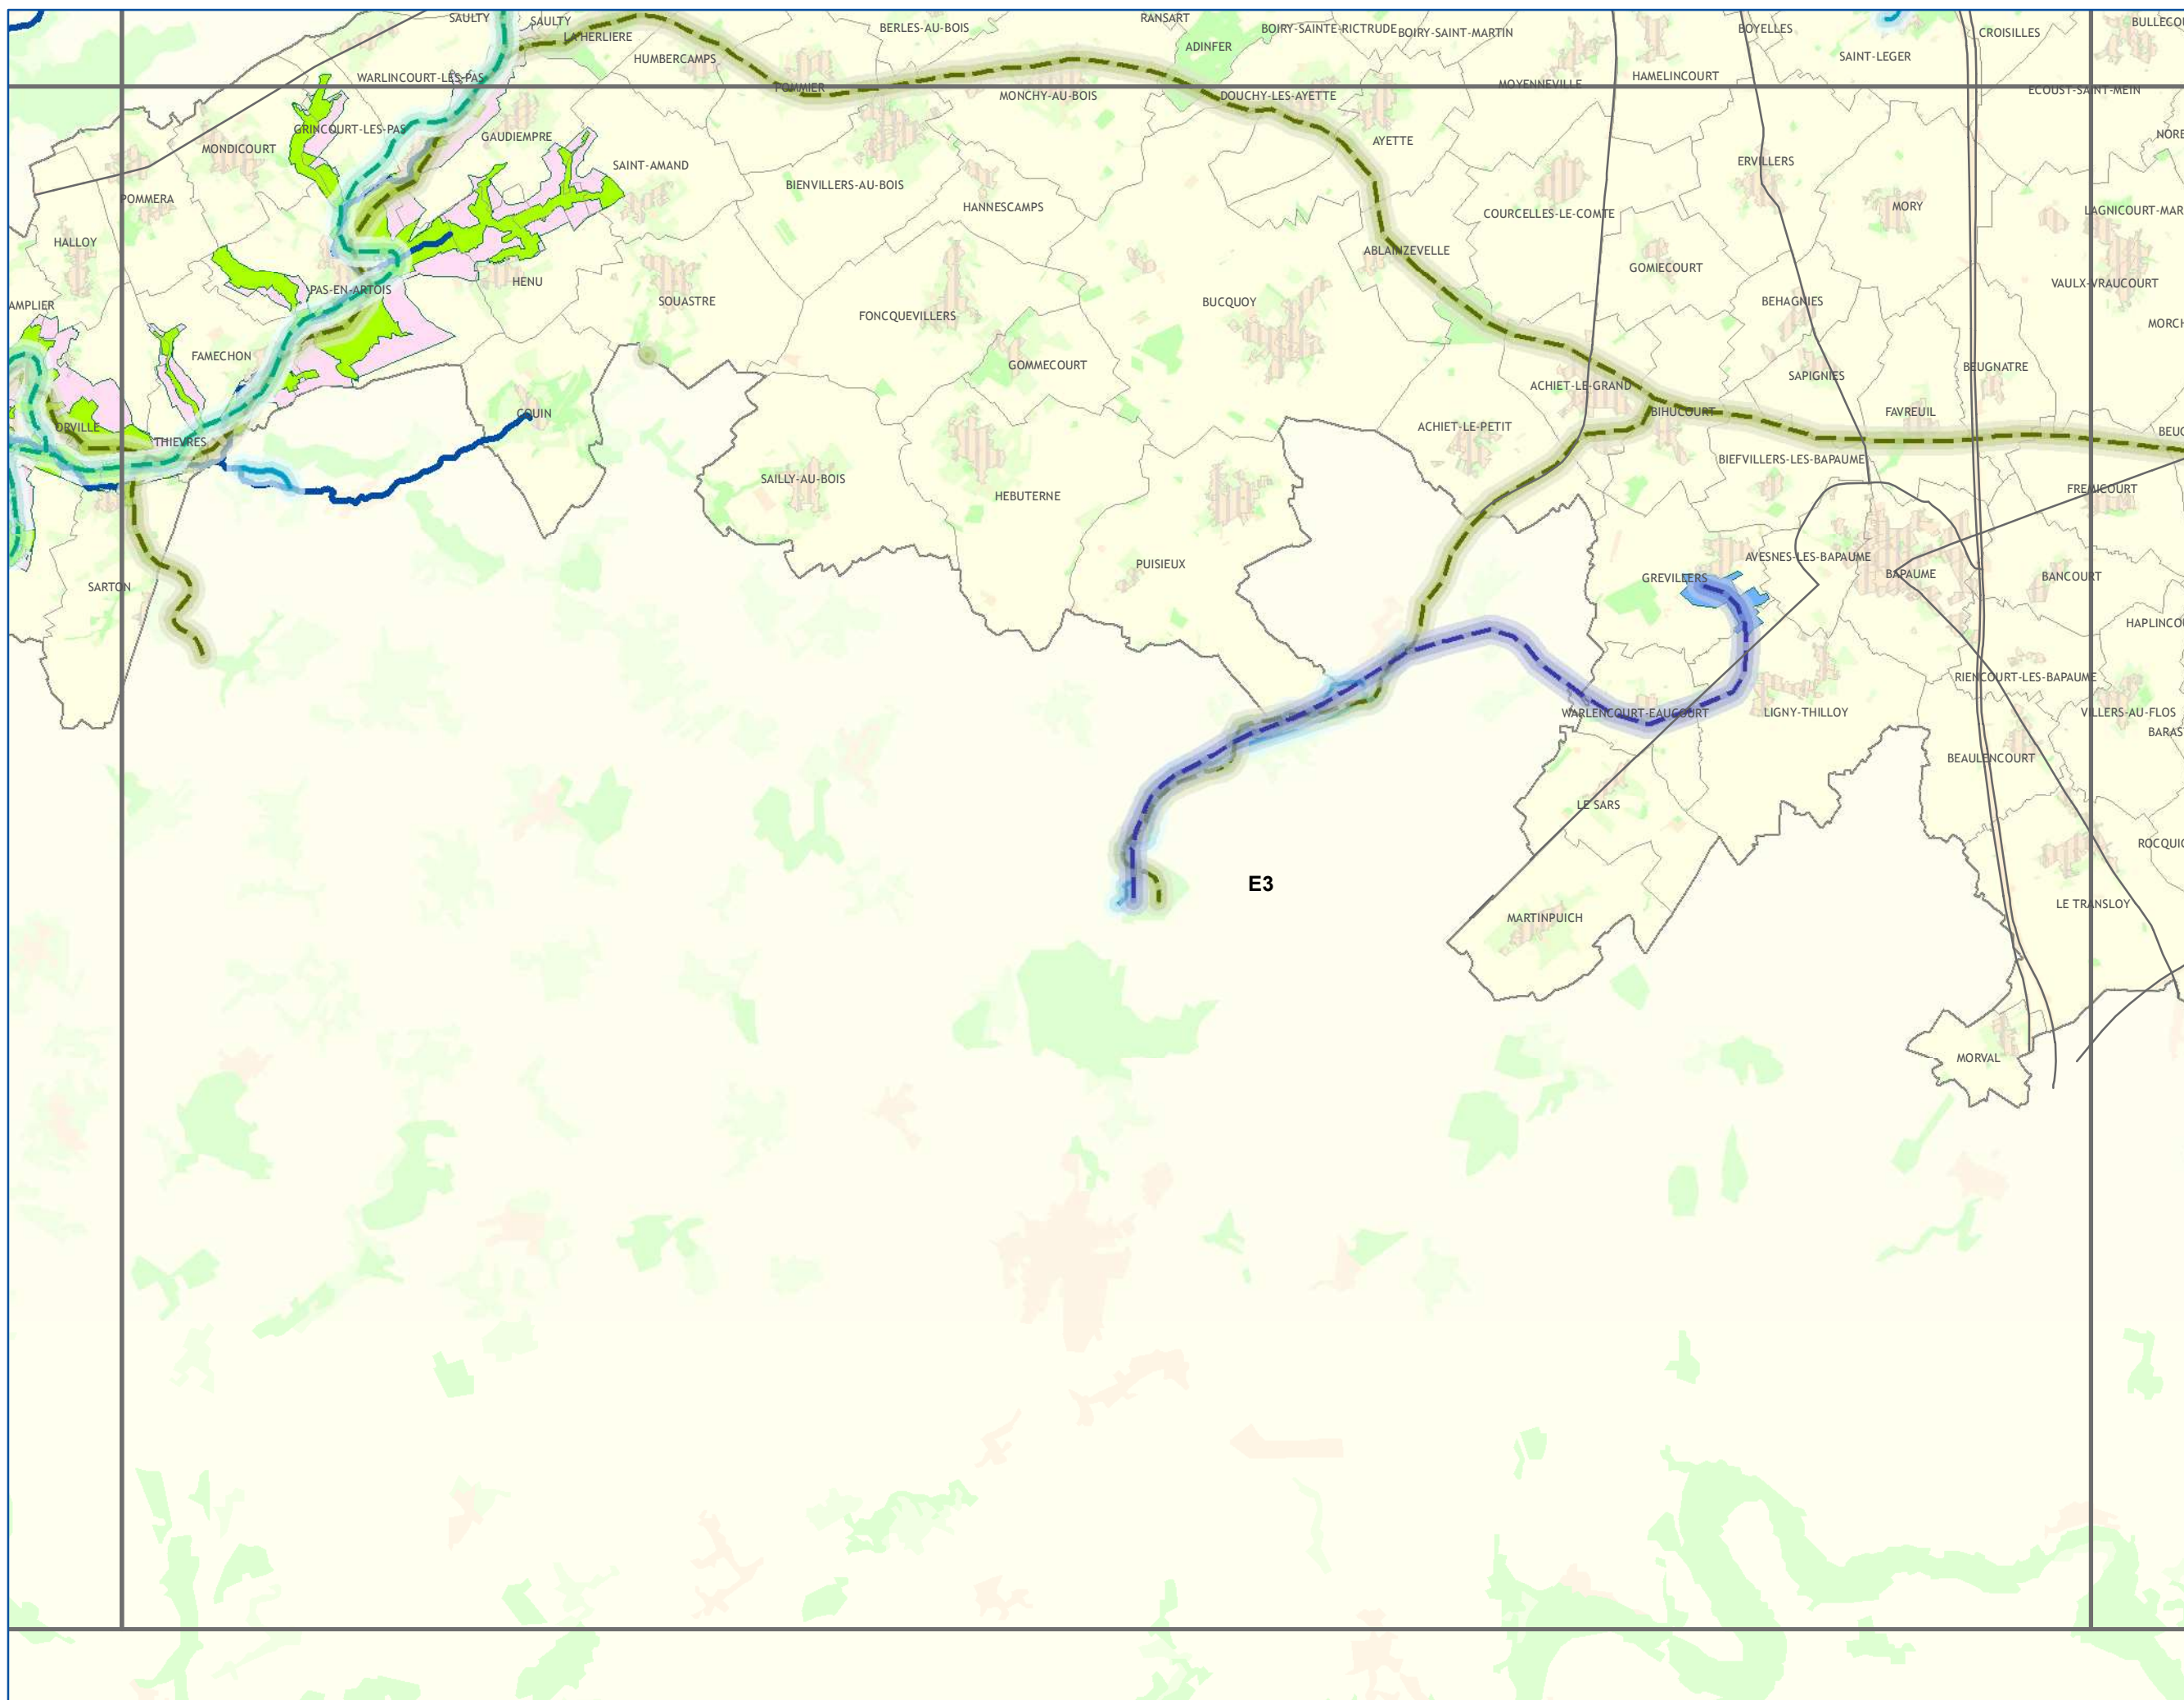 SAULTY
SAULTY
LA HERLIERE
BERLES-AU-BOIS
RANSART
ADINFER
BOIRY-SAINTE-RICTRUDE
BOIRY-SAINT-MARTIN
BOYELLES
SAINT-LEGER
CROISILLES
HUMBERCAMPS
WARLINCOURT-LES-PAS
POMMIER
MONCHY-AU-BOIS
DOUCHY-LES-AYETTE
MOYENNEVILLE
HAMELINCOURT
ECOUST-SAINT-MEIN
GRINCOURT-LES-PAS
GAUDIEMPRE
MONDICOURT
AYETTE
ERVILLERS
SAINT-AMAND
BIENVILLERS-AU-BOIS
POMMERA
HANNESCAMPS
COURCELLES-LE-COMTE
MORY
LAGNICOURT-MAR
HALLOY
ABLAINZEVELLE
GOMIECOURT
HENU
PAS-EN-ARTOIS
SOUASTRE
BUCQUOY
BEHAGNIES
VAULX-VRAUCOURT
AMPLIER
FONCQUEVILLERS
MORCH
FAMECHON
GOMMECOURT
BEUGNATRE
SAPIGNIES
ACHIET-LE-GRAND
COUIN
BIHUCOURT
FAVREUIL
ORVILLE
THIEVRES
ACHIET-LE-PETIT
BEUG
BIEFVILLERS-LES-BAPAUME
SAILLY-AU-BOIS
HEBUTERNE
FREMICOURT
PUISIEUX
AVESNES-LES-BAPAUME
SARTON
GREVILLERS
BAPAUME
BANCOURT
HAPLINCO
RIENCOURT-LES-BAPAUME
WARLENCOURT-EAUCOURT
LIGNY-THILLOY
VILLERS-AU-FLOS
BARAS
BEAULENCOURT
LE SARS
ROCQUIG
E3
LE TRANSLOY
MARTINPUICH
MORVAL